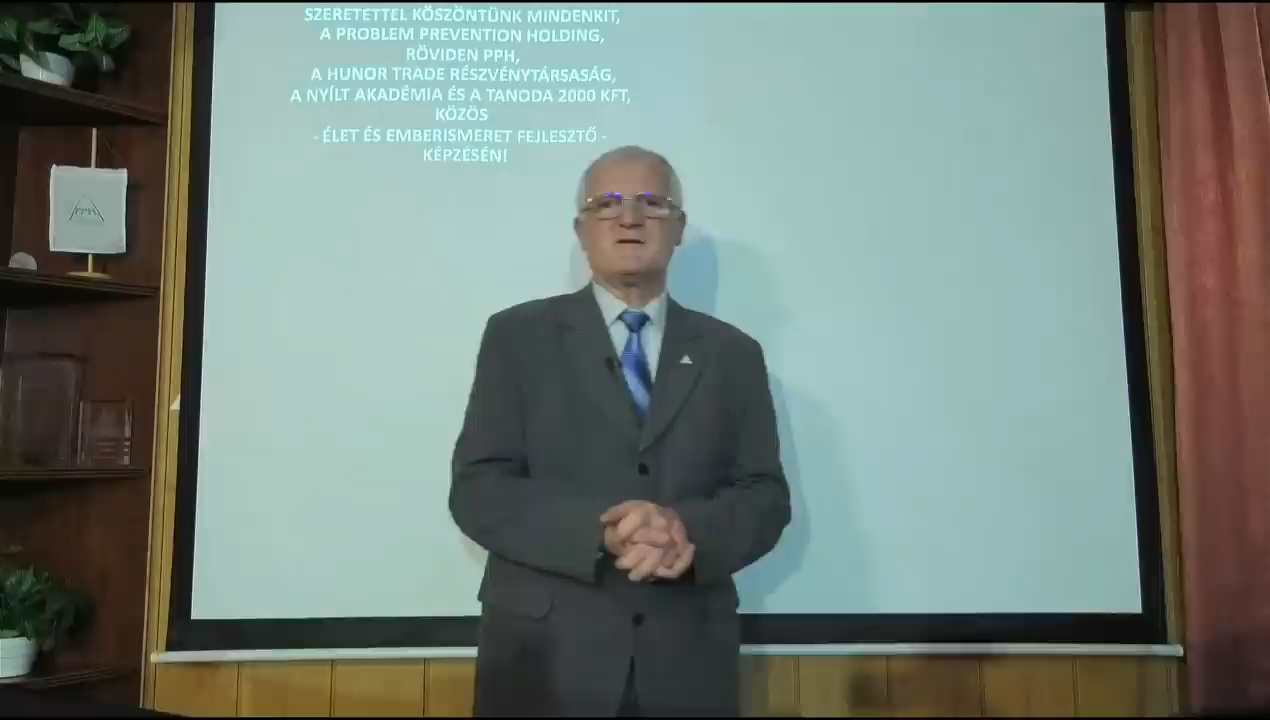 SZERETETTEL KÖSZÖNTÜNK MINDENKIT,
A PROBLEM PREVENTION HOLDING,
RÖVIDEN PPH,
A HUNOR TRADE RÉSZVÉNYTÁRSASÁG,
A NYÍLT AKADÉMIA ÉS A TANODA 2000 KFT,
KÖZÖS
- ÉLET ÉS EMBERISMERET FEJLESZTŐ -
KÉPZÉSÉN!